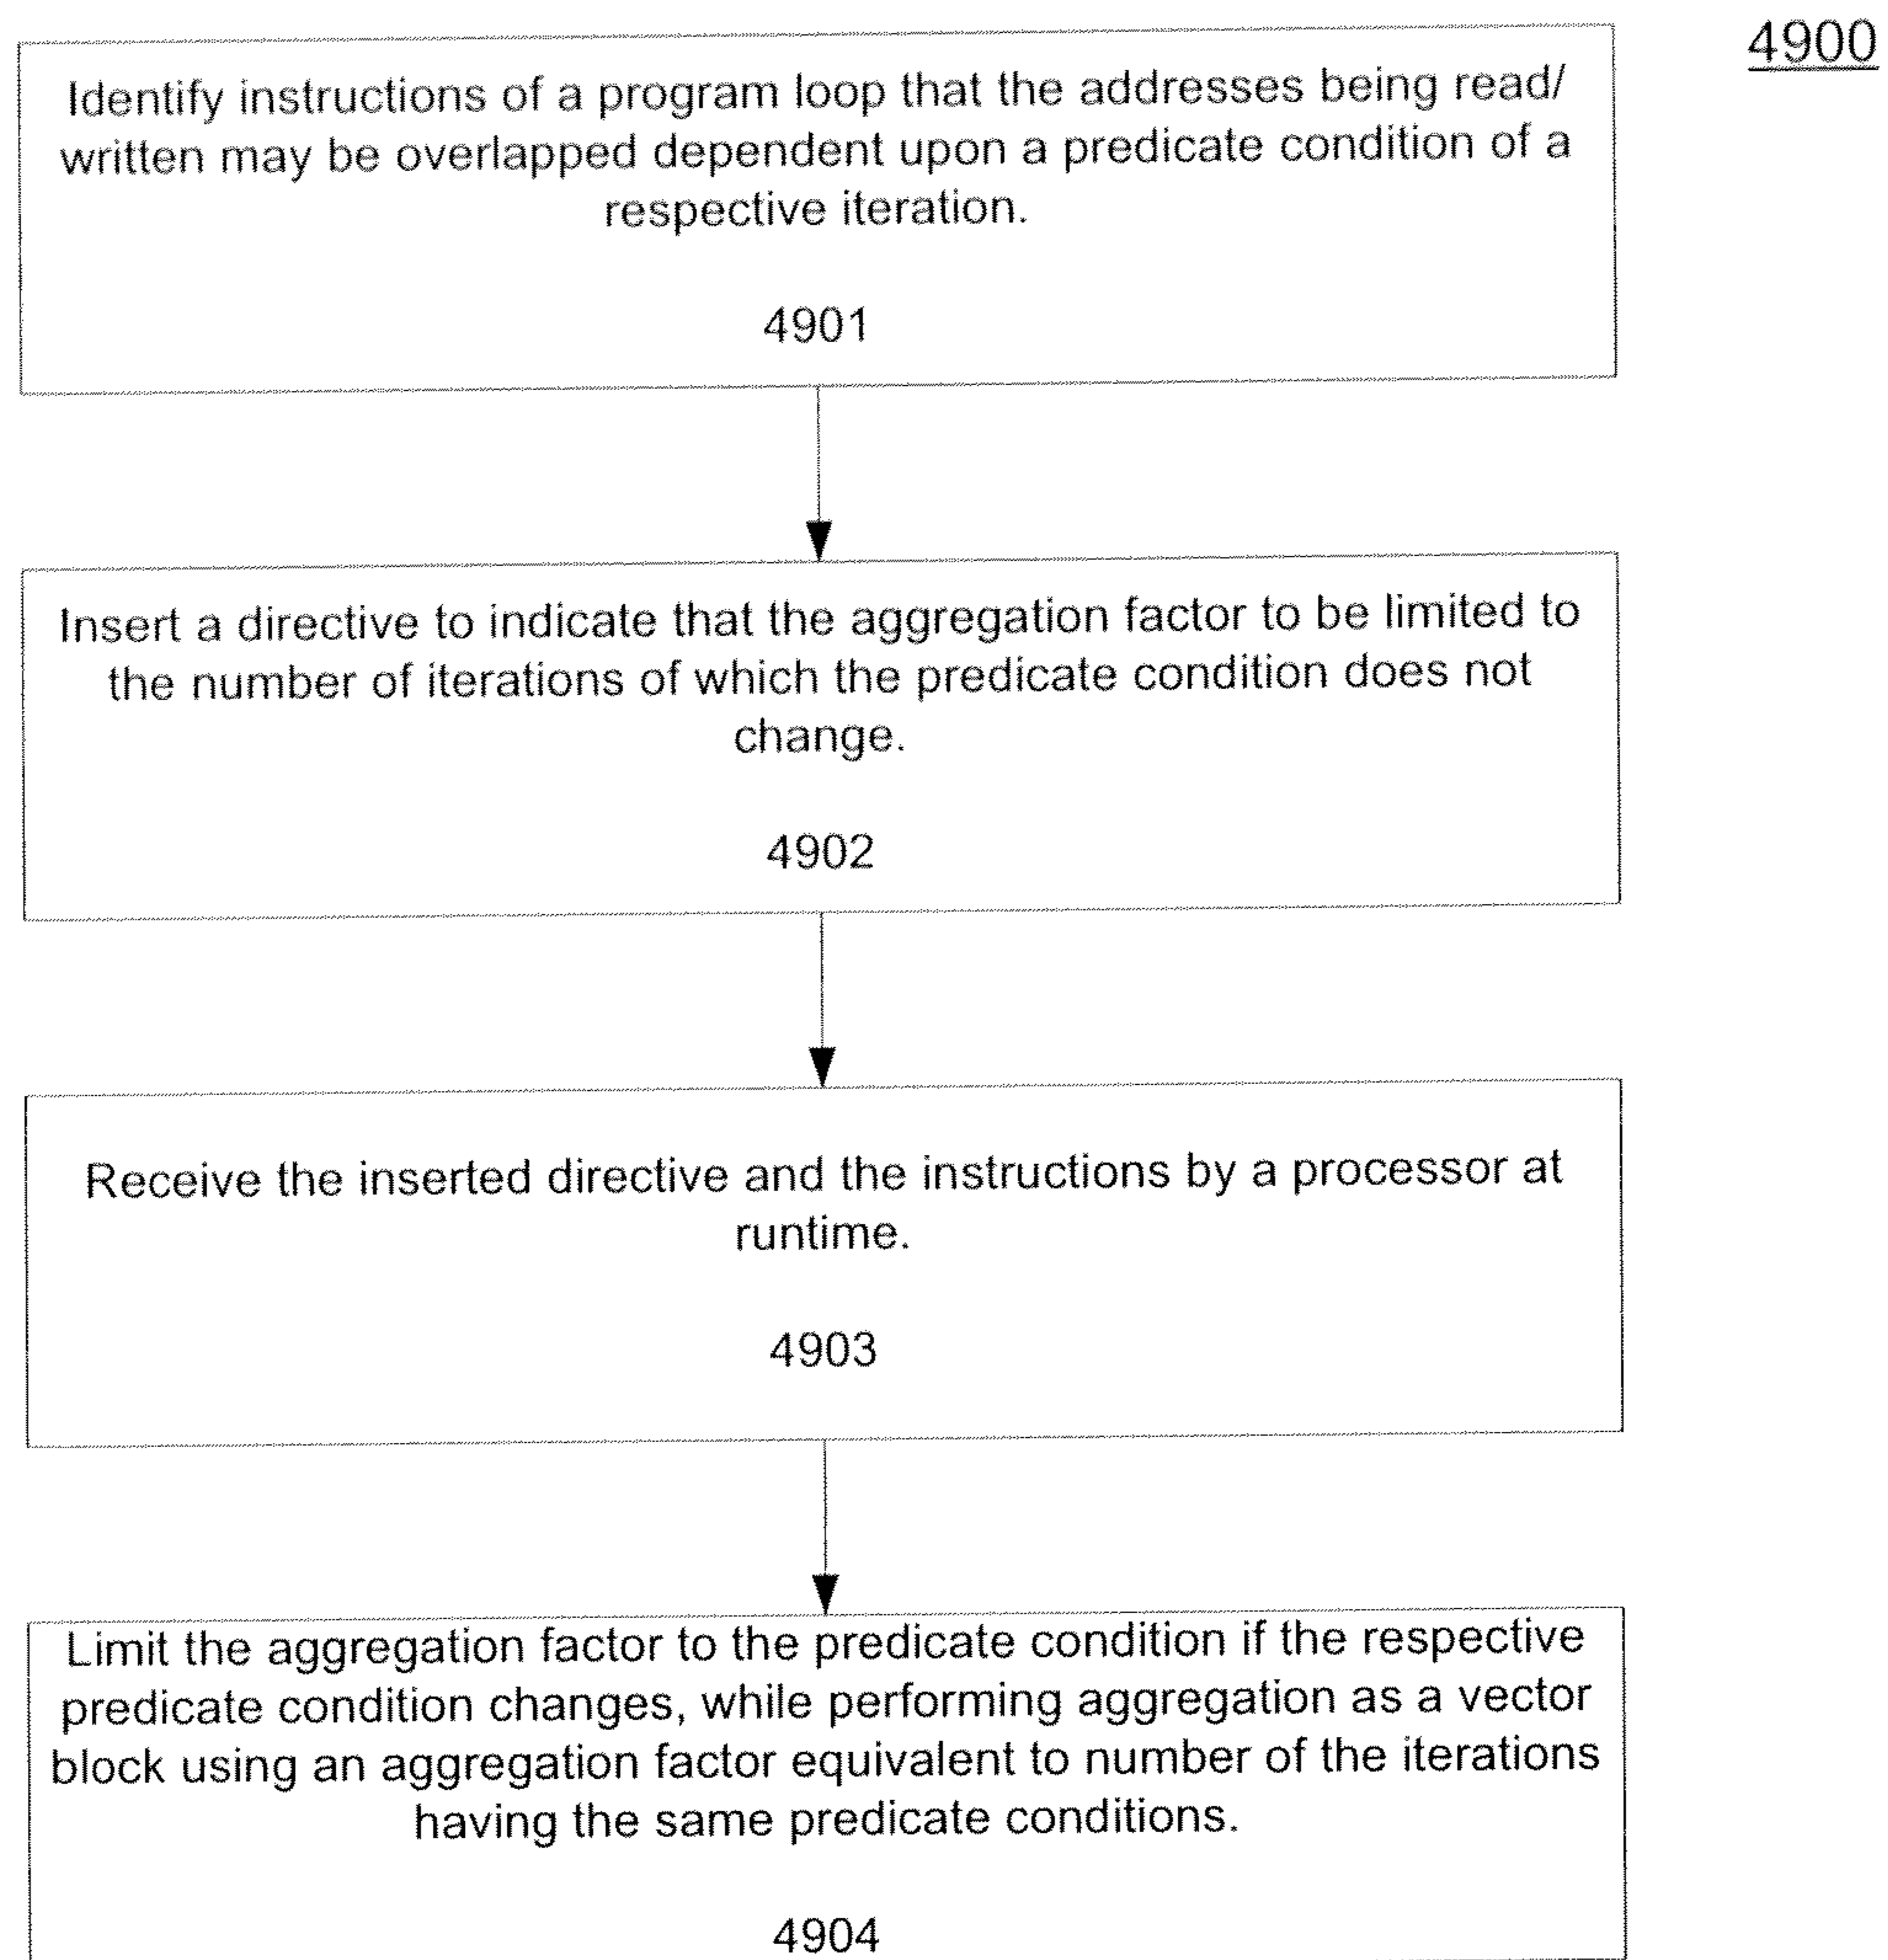 4900
Identify instructions of a program loop that the addresses being read/
written may be overlapped dependent upon a predicate condition of a
respective iteration.
4901
Insert a directive to indicate that the aggregation factor to be limited to
the number of iterations of which the predicate condition does not
change.
4902
Receive the inserted directive and the instructions by a processor at
runtime.
4903
Limit the aggregation factor to the predicate condition if the respective
predicate condition changes, while performing aggregation as a vector
block using an aggregation factor equivalent to number of the iterations
having the same predicate conditions.
4904